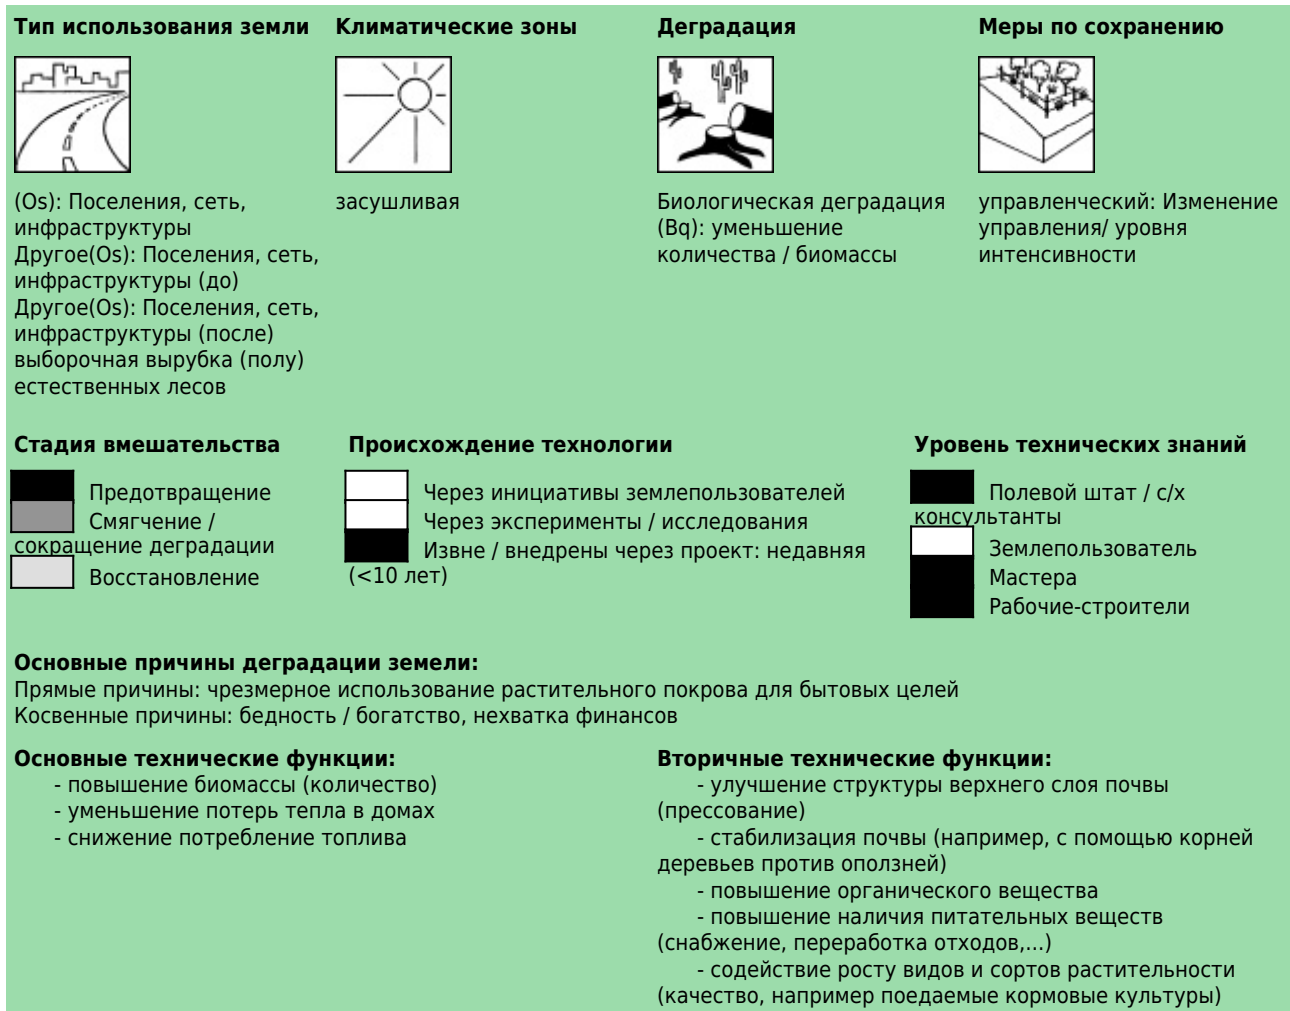 Тип использования земли
(Os): Поселения, сеть,
инфраструктуры
Другое(Os): Поселения, сеть,
инфраструктуры (до)
Другое(Os): Поселения, сеть,
инфраструктуры (после)
выборочная вырубка (полу)
естественных лесов
Климатические зоны
засушливая
Деградация
Биологическая деградация
(Bq): уменьшение
количества / биомассы
Меры по сохранению
управленческий: Изменение
управления/ уровня
интенсивности
Стадия вмешательства
Предотвращение
Смягчение /
сокращение деградации
Восстановление
Происхождение технологии
Через инициативы землепользователей
Через эксперименты / исследования
Извне / внедрены через проект: недавняя
(<10 лет)
Уровень технических знаний
Полевой штат / с/х
консультанты
Землепользователь
Мастера
Рабочие-строители
Основные причины деградации земели:
Прямые причины: чрезмерное использование растительного покрова для бытовых целей
Косвенные причины: бедность / богатство, нехватка финансов
Основные технические функции:
- повышение биомассы (количество)
- уменьшение потерь тепла в домах
- снижение потребление топлива
Вторичные технические функции:
- улучшение структуры верхнего слоя почвы
(прессование)
- стабилизация почвы (например, с помощью корней
деревьев против оползней)
- повышение органического вещества
- повышение наличия питательных веществ
(снабжение, переработка отходов,...)
- содействие росту видов и сортов растительности
(качество, например поедаемые кормовые культуры)